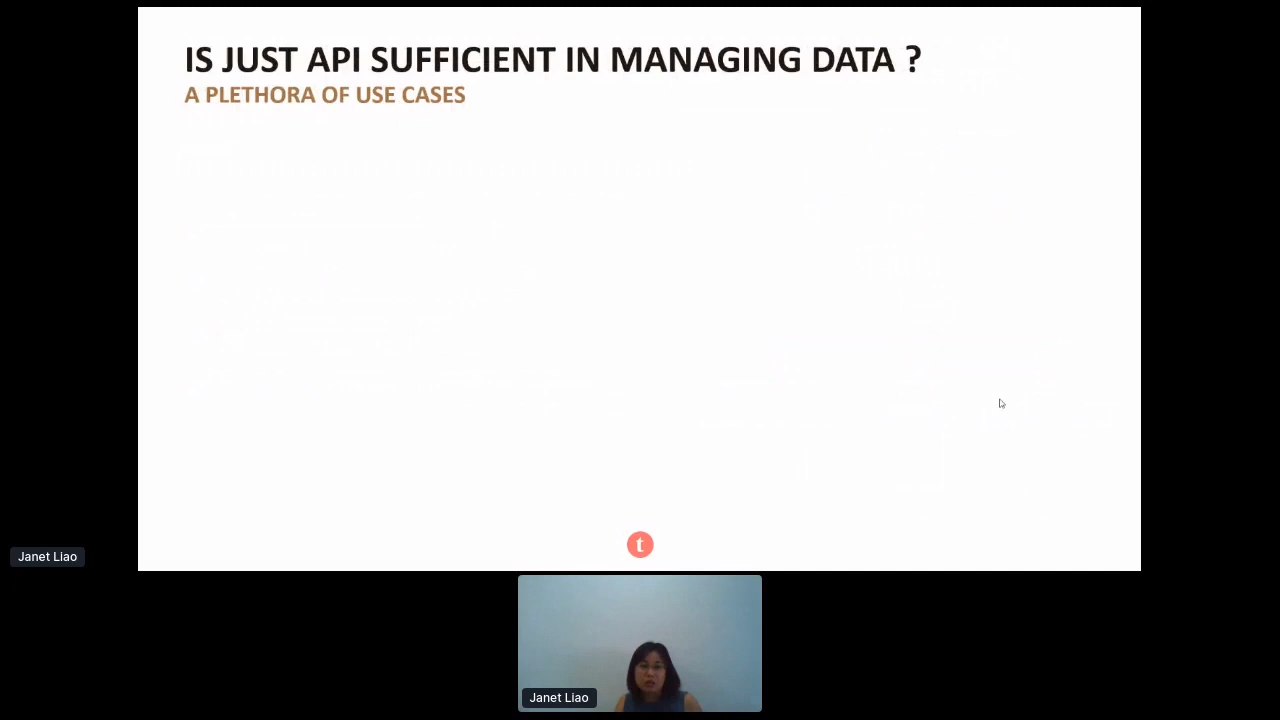 IS JUST API SUFFICIENT IN MANAGING DATA ?
A PLETHORA OF USE CASES
t
Janet Liao
Janet Liao